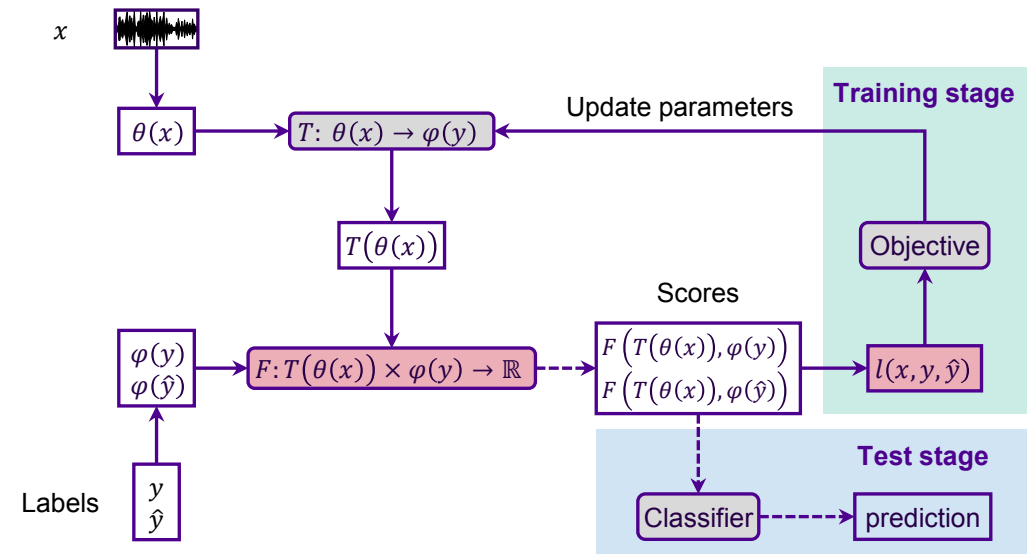 x
θ(x)
T: θ(x) → φ(y)
Update parameters
Training stage
T(θ(x))
Objective
Scores
φ(y)
φ(ŷ)
F: T(θ(x)) × φ(y) → ℝ
F(T(θ(x)), φ(y))
F(T(θ(x)), φ(ŷ))
l(x, y, ŷ)
Test stage
Labels
y
ŷ
Classifier
prediction